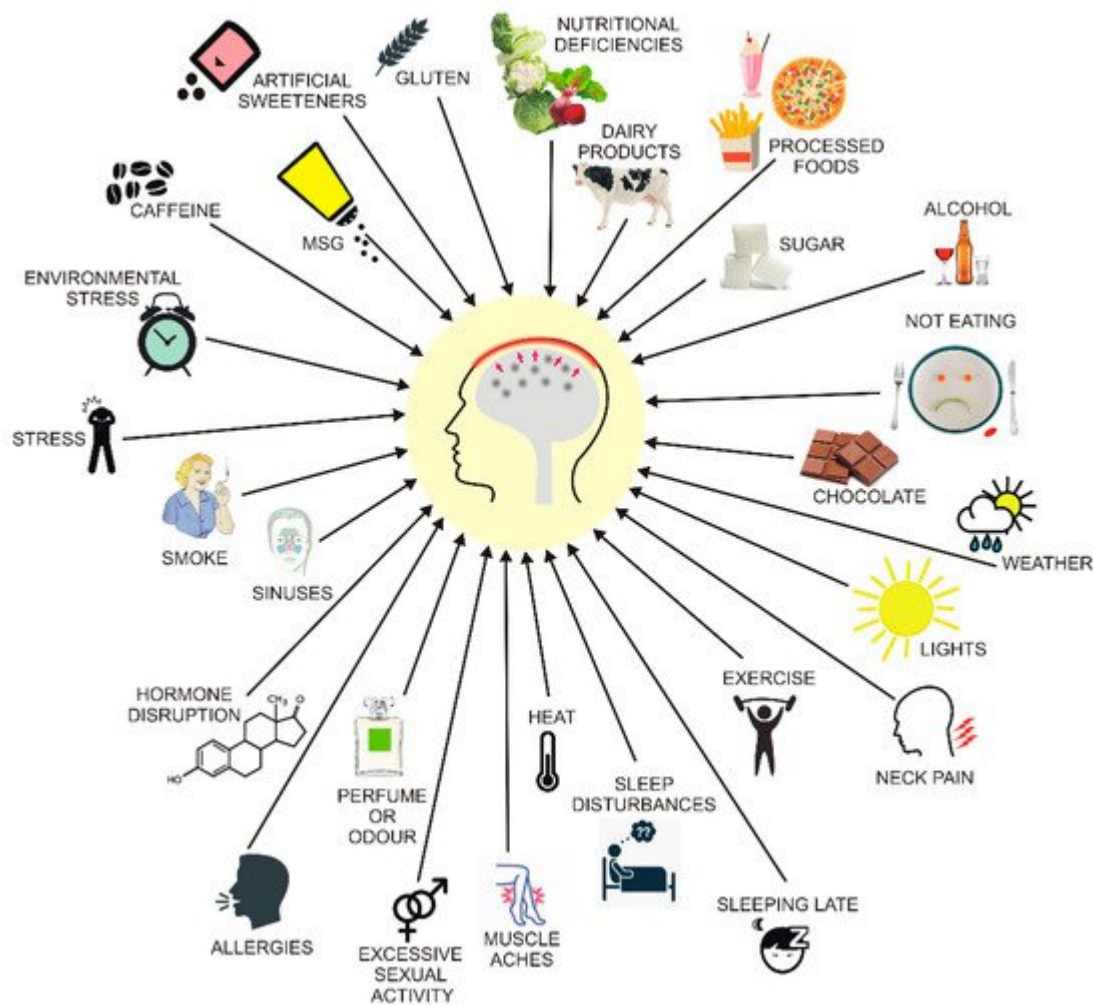 NUTRITIONAL
DEFICIENCIES
GLUTEN
ARTIFICIAL
SWEETENERS
DAIRY
PRODUCTS
PROCESSED
FOODS
CAFFEINE
MSG
SUGAR
ALCOHOL
ENVIRONMENTAL
STRESS
NOT EATING
STRESS
CHOCOLATE
SMOKE
SINUSES
WEATHER
LIGHTS
HORMONE
DISRUPTION
CH3
O
HO
PERFUME
OR
ODOUR
HEAT
EXERCISE
NECK PAIN
SLEEP
DISTURBANCES
??
ALLERGIES
EXCESSIVE
SEXUAL
ACTIVITY
MUSCLE
ACHES
SLEEPING LATE
Z